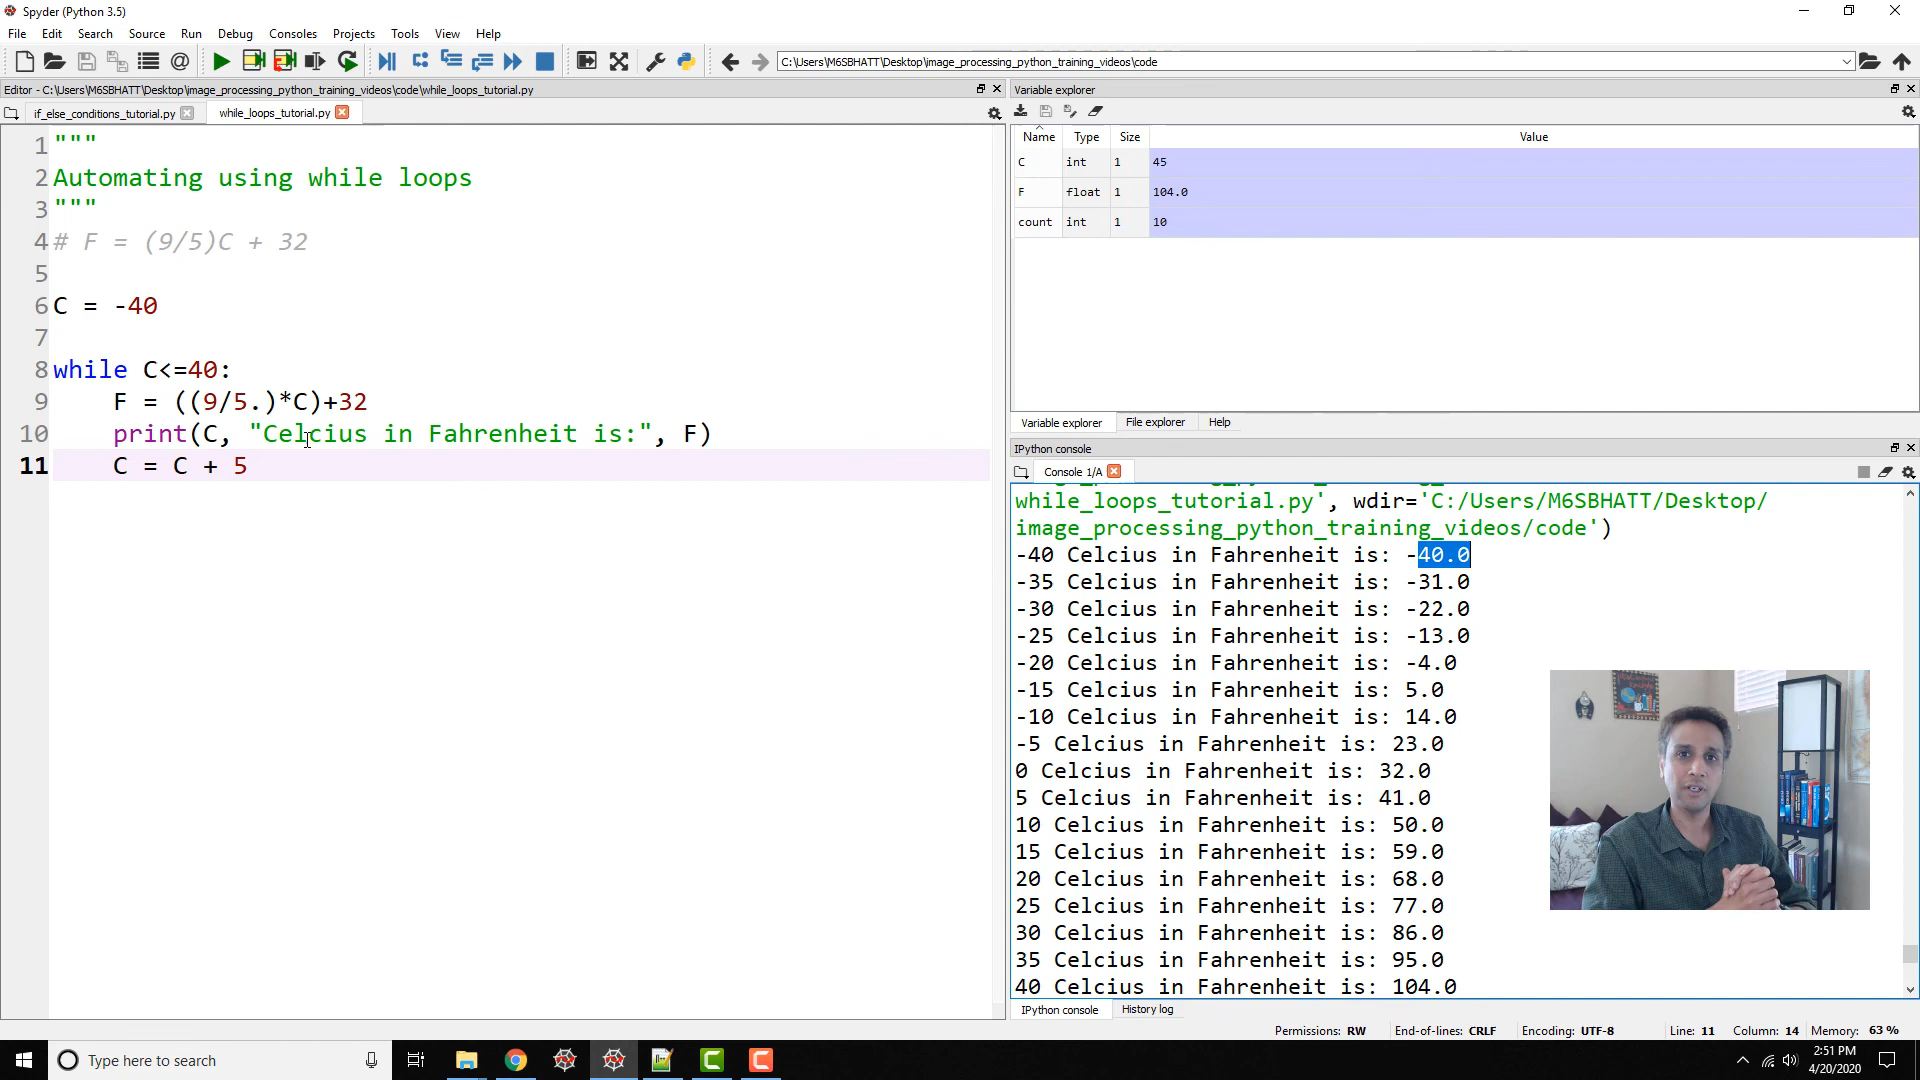 Spyder (Python 3.5)
File Edit Search Source Run Debug Consoles Projects Tools View Help
C:\Users\M6SBHATT\Desktop\image_processing_python_training_videos\code
Editor - C:\Users\M6SBHATT\Desktop\image_processing_python_training_videos\code\while_loops_tutorial.py
if_else_conditions_tutorial.py while_loops_tutorial.py
1 """
2 Automating using while loops
3 """
4 # F = (9/5)C + 32
5
6 C = -40
7
8 while C<=40:
9 F = ((9/5.)*C)+32
10 print(C, "Celcius in Fahrenheit is:", F)
11 C = C + 5
Variable explorer
Name Type Size Value
C int 1 45
F float 1 104.0
count int 1 10
Variable explorer File explorer Help
IPython console
Console 1/A
while_loops_tutorial.py', wdir='C:/Users/M6SBHATT/Desktop/
image_processing_python_training_videos/code')
-40 Celcius in Fahrenheit is: -40.0
-35 Celcius in Fahrenheit is: -31.0
-30 Celcius in Fahrenheit is: -22.0
-25 Celcius in Fahrenheit is: -13.0
-20 Celcius in Fahrenheit is: -4.0
-15 Celcius in Fahrenheit is: 5.0
-10 Celcius in Fahrenheit is: 14.0
-5 Celcius in Fahrenheit is: 23.0
0 Celcius in Fahrenheit is: 32.0
5 Celcius in Fahrenheit is: 41.0
10 Celcius in Fahrenheit is: 50.0
15 Celcius in Fahrenheit is: 59.0
20 Celcius in Fahrenheit is: 68.0
25 Celcius in Fahrenheit is: 77.0
30 Celcius in Fahrenheit is: 86.0
35 Celcius in Fahrenheit is: 95.0
40 Celcius in Fahrenheit is: 104.0
IPython console History log
Permissions: RW End-of-lines: CRLF Encoding: UTF-8 Line: 11 Column: 14 Memory: 63 %
Type here to search
2:51 PM
4/20/2020